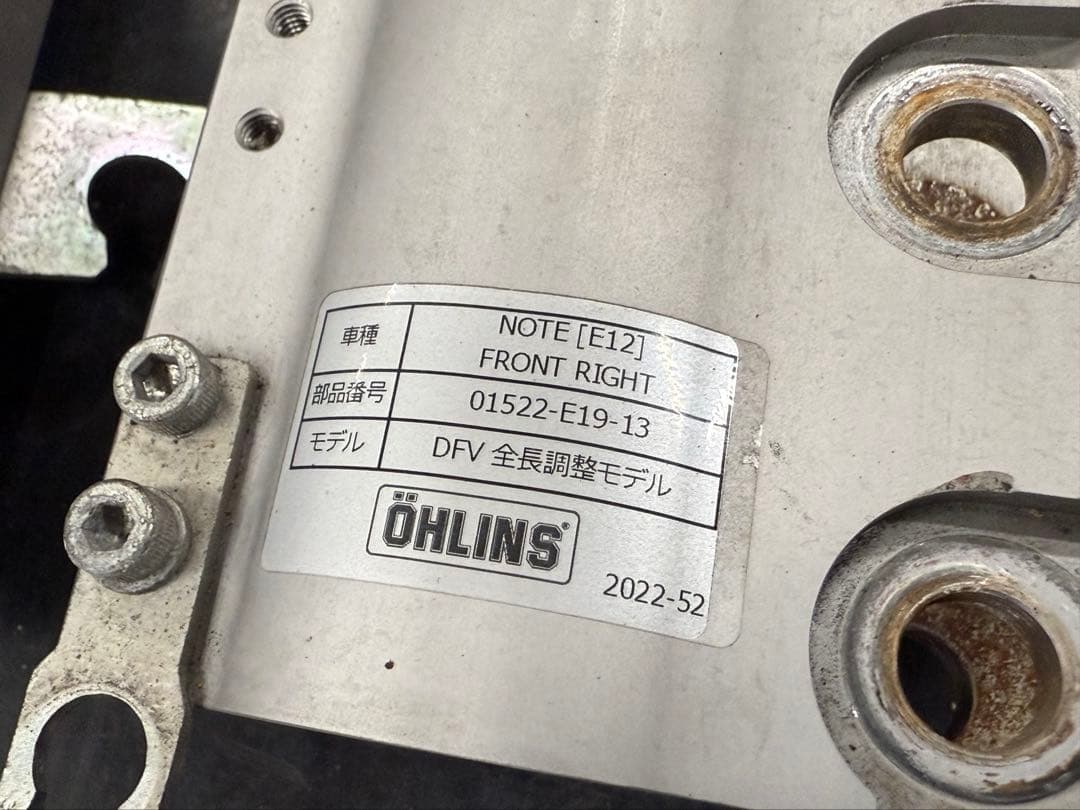 車種 NOTE [E12]
FRONT RIGHT
部品番号 01522-E19-13
モデル DFV 全長調整モデル
ÖHLINS®
2022-52